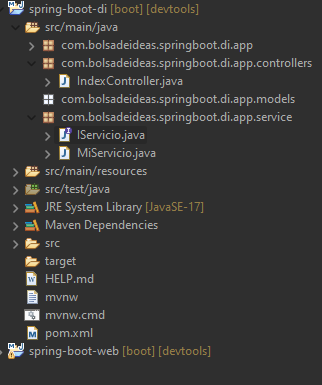 spring-boot-di [boot] [devtools]
src/main/java
com.bolsadeideas.springboot.di.app
com.bolsadeideas.springboot.di.app.controllers
IndexController.java
com.bolsadeideas.springboot.di.app.models
com.bolsadeideas.springboot.di.app.service
IServicio.java
MiServicio.java
src/main/resources
src/test/java
JRE System Library [JavaSE-17]
Maven Dependencies
src
target
HELP.md
mvnw
mvnw.cmd
pom.xml
spring-boot-web [boot] [devtools]